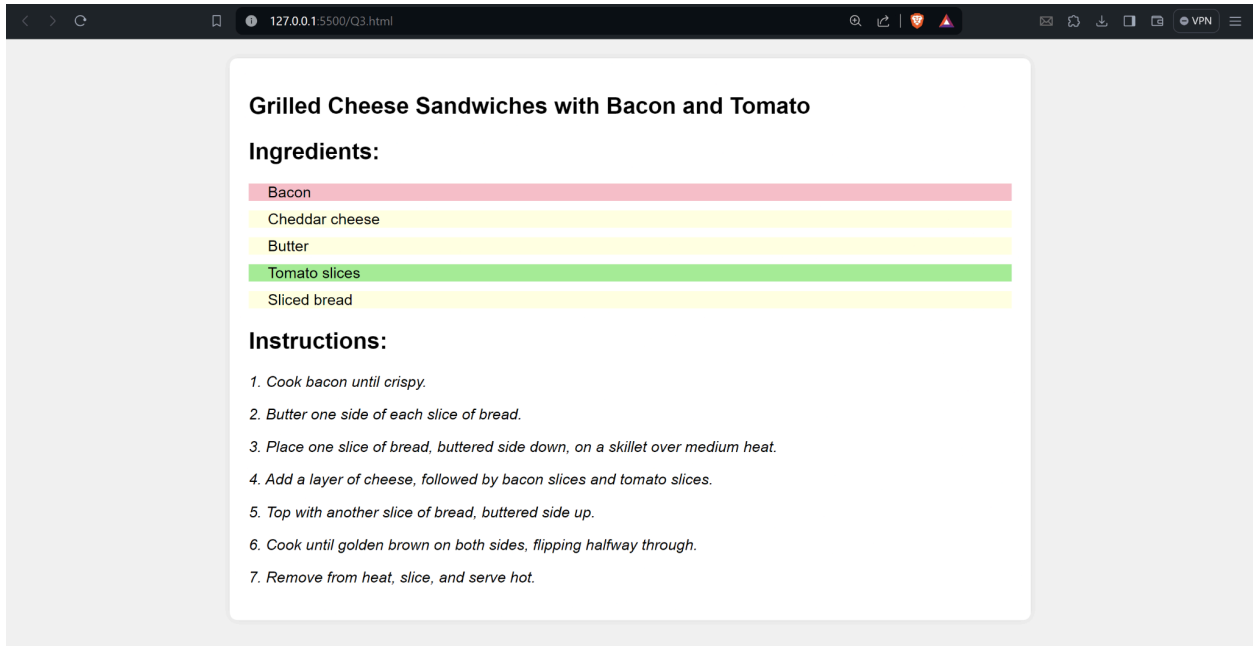 127.0.0.1:5500/Q3.html
VPN
Grilled Cheese Sandwiches with Bacon and Tomato
Ingredients:
Bacon
Cheddar cheese
Butter
Tomato slices
Sliced bread
Instructions:
1. Cook bacon until crispy.
2. Butter one side of each slice of bread.
3. Place one slice of bread, buttered side down, on a skillet over medium heat.
4. Add a layer of cheese, followed by bacon slices and tomato slices.
5. Top with another slice of bread, buttered side up.
6. Cook until golden brown on both sides, flipping halfway through.
7. Remove from heat, slice, and serve hot.